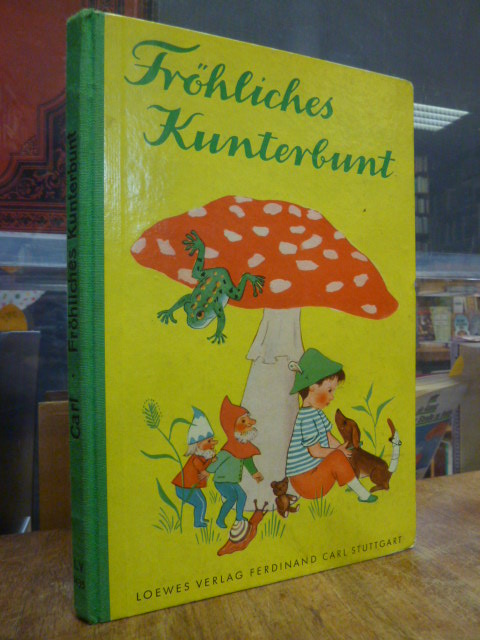 Fröhliches
Kunterbunt
Carl · Fröhliches Kunterbunt
LOEWES VERLAG FERDINAND CARL STUTTGART